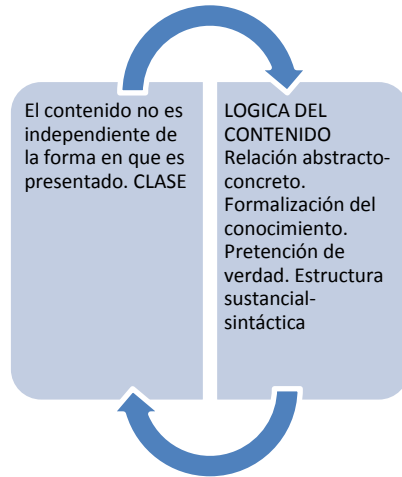 El contenido no es
independiente de
la forma en que es
presentado. CLASE
LOGICA DEL
CONTENIDO
Relación abstracto-
concreto.
Formalización del
conocimiento.
Pretención de
verdad. Estructura
sustancial-
sintáctica